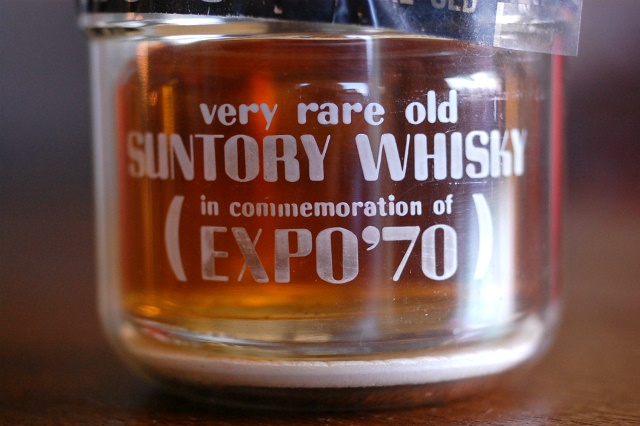 very rare old
SUNTORY WHISKY
(in commemoration of
EXPO'70)